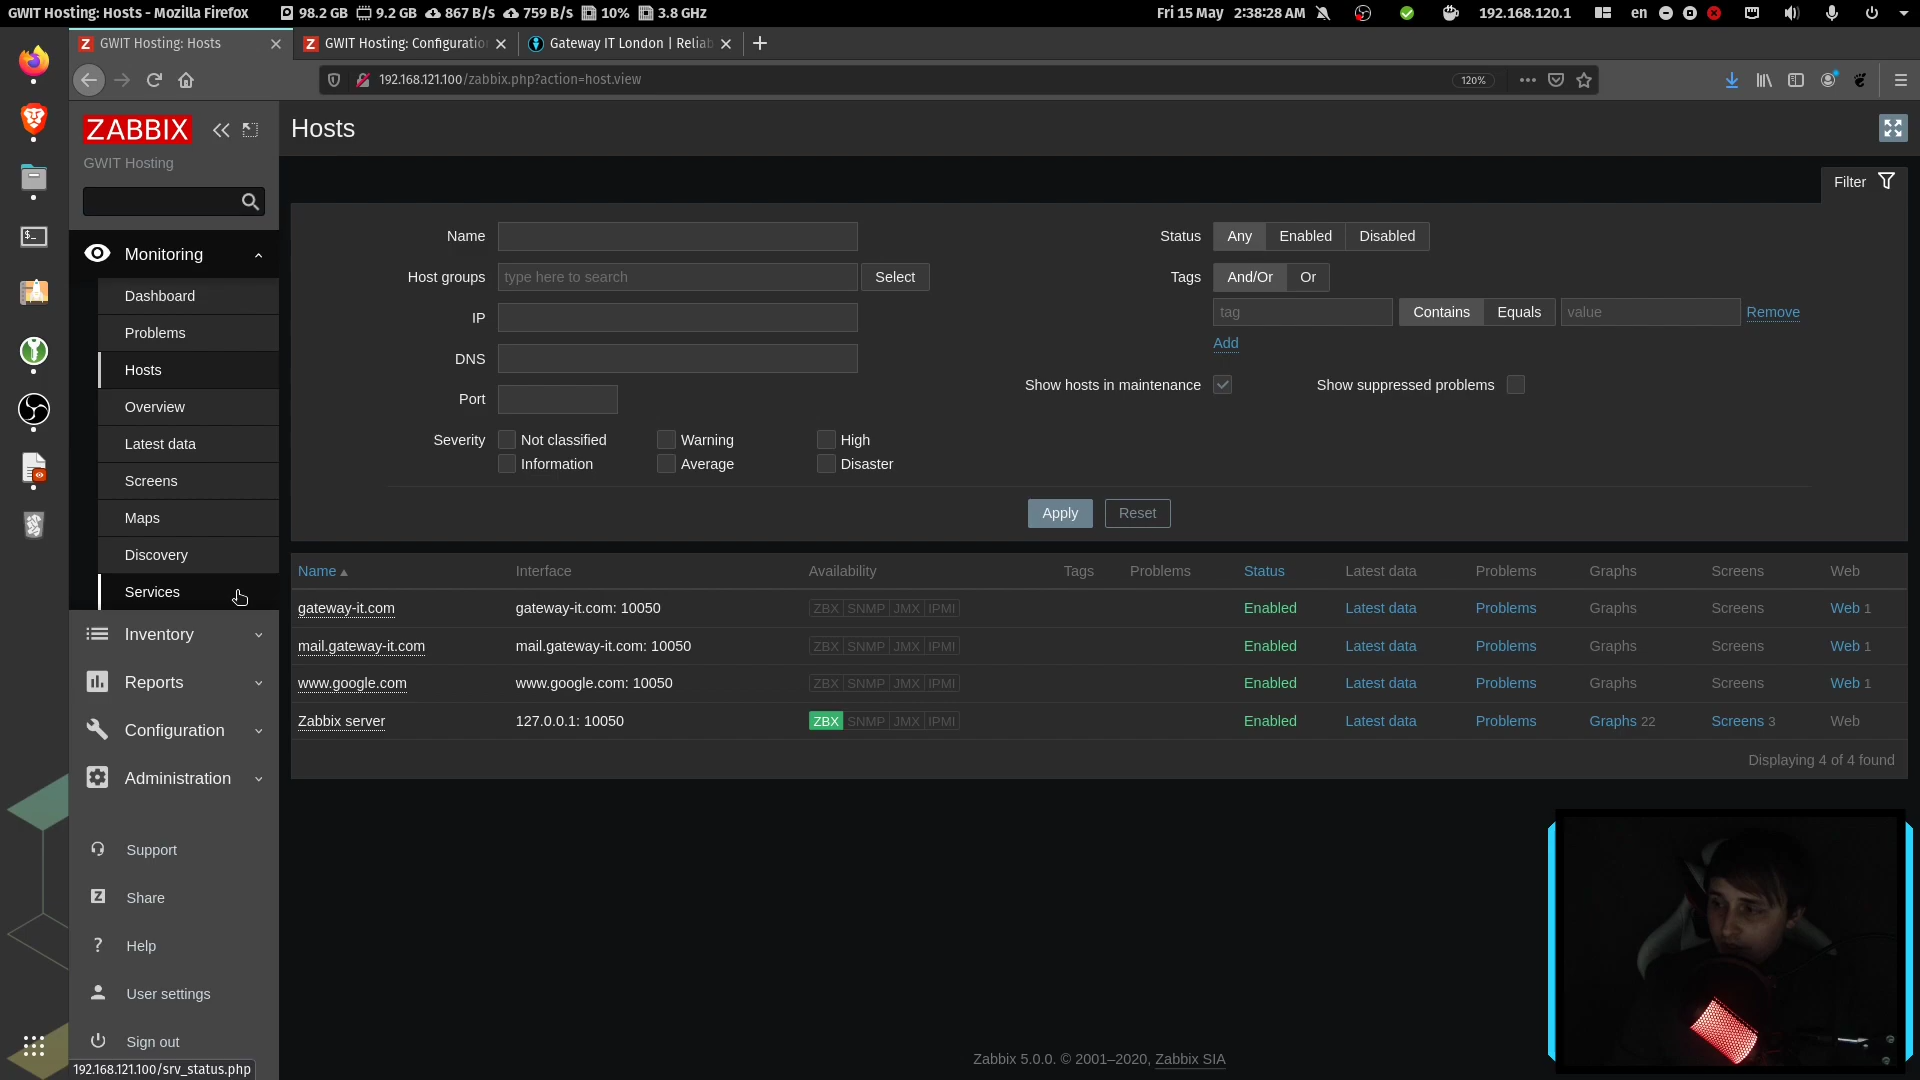 GWIT Hosting: Hosts - Mozilla Firefox 98.2 GB 9.2 GB 867 B/s 759 B/s 10% 3.8 GHz Fri 15 May 2:38:28 AM 192.168.120.1 en
GWIT Hosting: Hosts GWIT Hosting: Configuratio Gateway IT London | Reliab
192.168.121.100/zabbix.php?action=host.view 120%
ZABBIX
GWIT Hosting
Hosts
Filter
Monitoring
Dashboard
Problems
Hosts
Overview
Latest data
Screens
Maps
Discovery
Services
Inventory
Reports
Configuration
Administration
Support
Share
Help
User settings
Sign out
192.168.121.100/srv_status.php
Name Status Any Enabled Disabled
Host groups type here to search Select Tags And/Or Or
IP tag Contains Equals value Remove
Add
DNS
Show hosts in maintenance Show suppressed problems
Port
Severity Not classified Warning High
Information Average Disaster
Apply Reset
Name Interface Availability Tags Problems Status Latest data Problems Graphs Screens Web
gateway-it.com gateway-it.com: 10050 ZBX SNMP JMX IPMI Enabled Latest data Problems Graphs Screens Web 1
mail.gateway-it.com mail.gateway-it.com: 10050 ZBX SNMP JMX IPMI Enabled Latest data Problems Graphs Screens Web 1
www.google.com www.google.com: 10050 ZBX SNMP JMX IPMI Enabled Latest data Problems Graphs Screens Web 1
Zabbix server 127.0.0.1: 10050 ZBX SNMP JMX IPMI Enabled Latest data Problems Graphs 22 Screens 3 Web
Displaying 4 of 4 found
Zabbix 5.0.0. © 2001–2020, Zabbix SIA